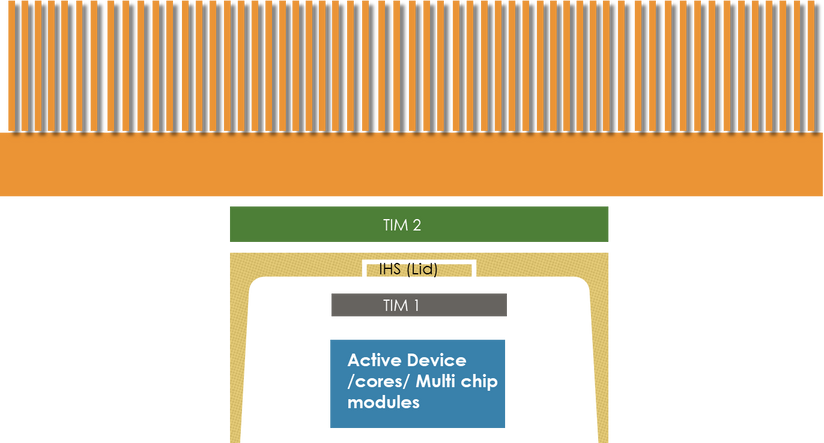 TIM 2
IHS (Lid)
TIM 1
Active Device
/cores/ Multi chip
modules